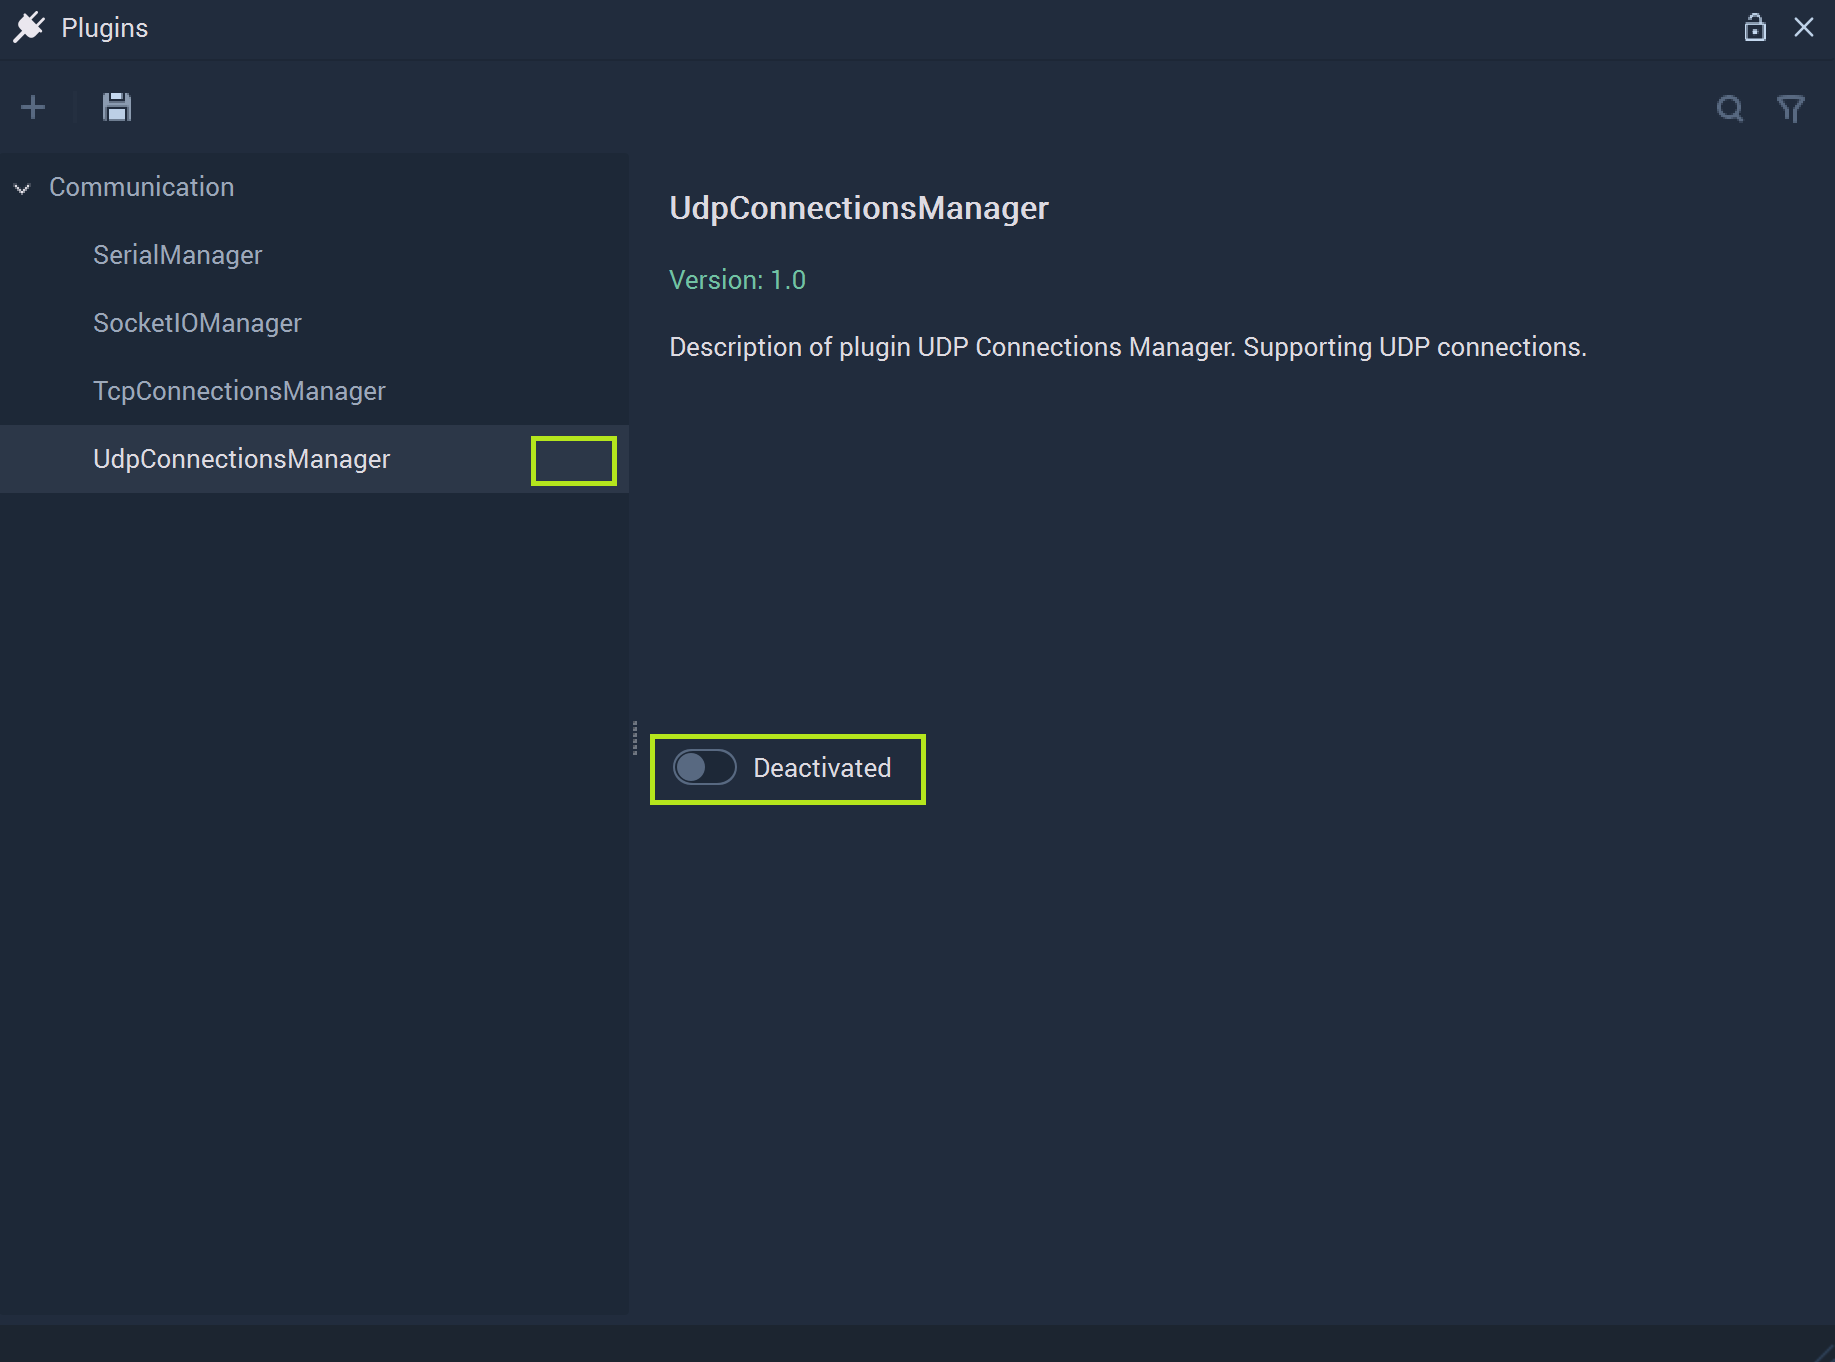 Plugins
Communication
SerialManager
SocketIOManager
TcpConnectionsManager
UdpConnectionsManager
UdpConnectionsManager
Version: 1.0
Description of plugin UDP Connections Manager. Supporting UDP connections.
Deactivated